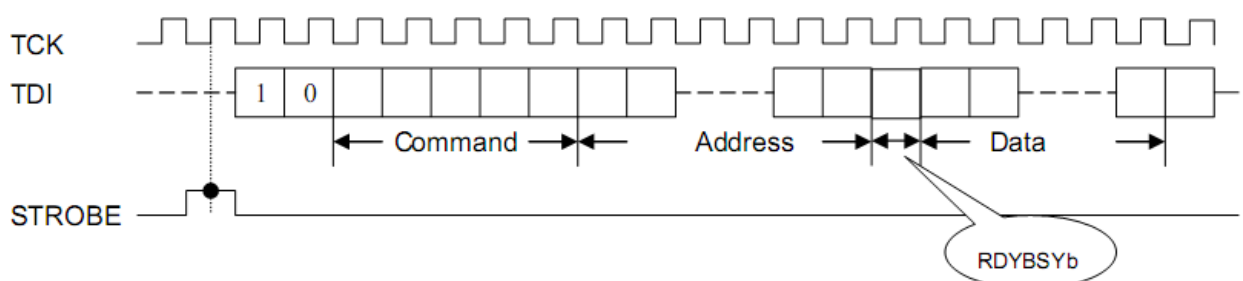 TCK
TDI
1 0
Command
Address
Data
STROBE
RDYBSYb